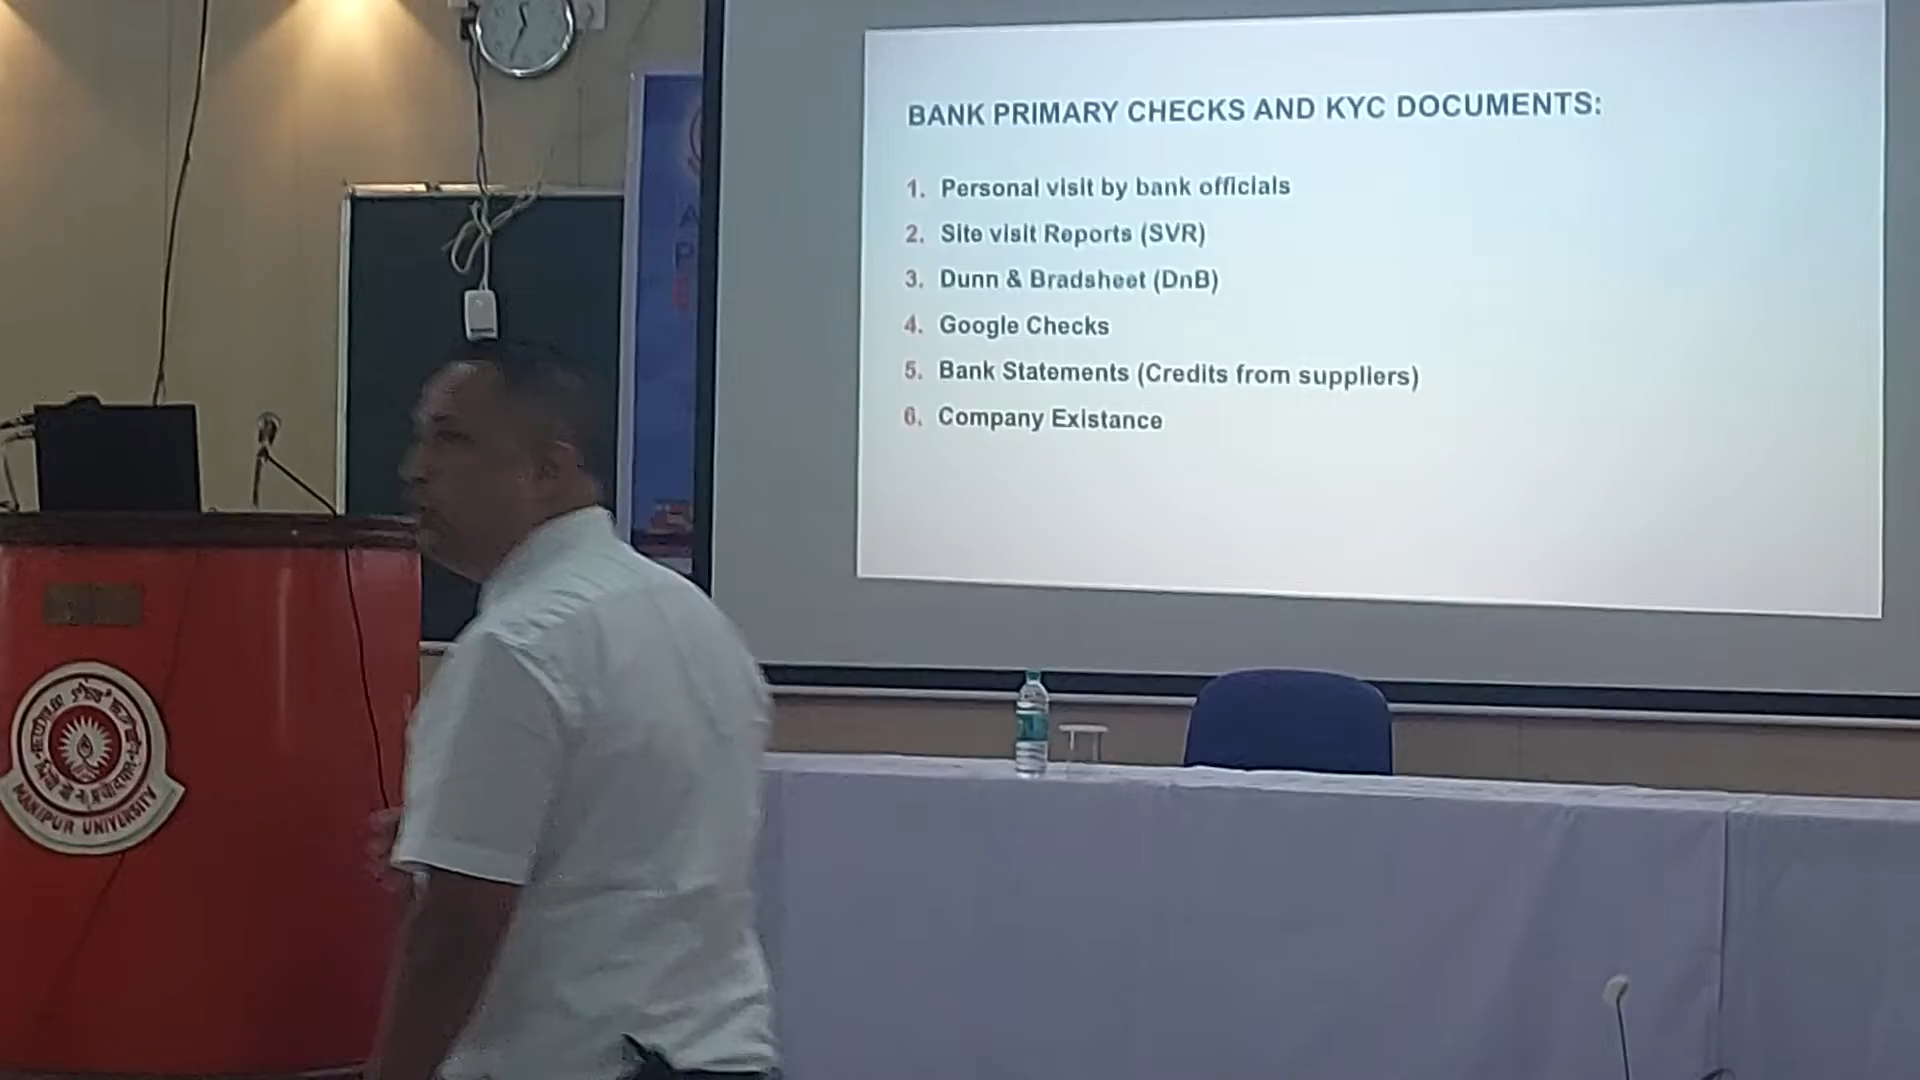 BANK PRIMARY CHECKS AND KYC DOCUMENTS:
1. Personal visit by bank officials
2. Site visit Reports (SVR)
3. Dunn & Bradsheet (DnB)
4. Google Checks
5. Bank Statements (Credits from suppliers)
6. Company Existance
MANIPUR UNIVERSITY